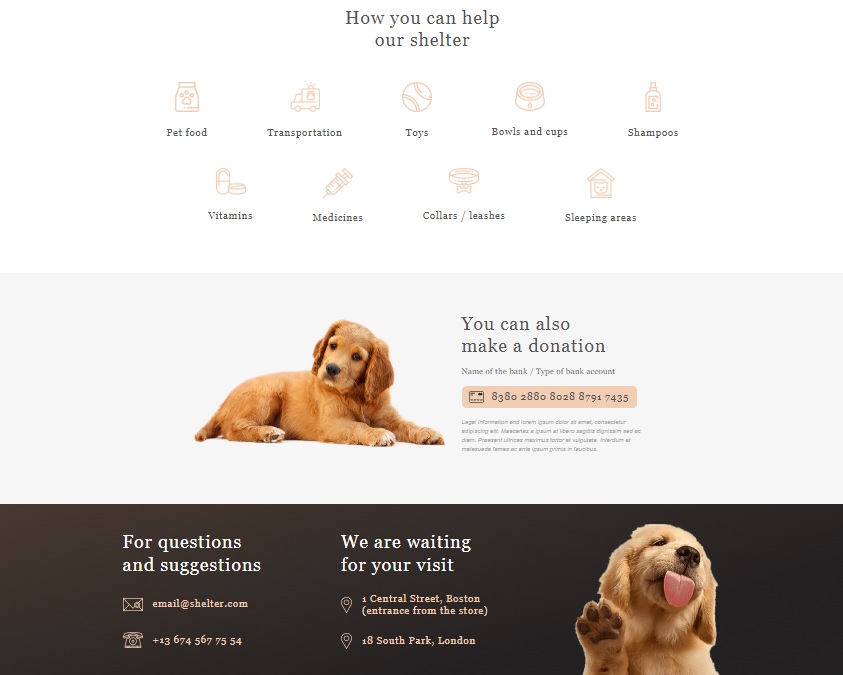 How you can help
our shelter
Pet food
Transportation
Toys
Bowls and cups
Shampoos
Vitamins
Medicines
Collars / leashes
Sleeping areas
You can also
make a donation
Name of the bank / Type of bank account
8380 2880 8028 8791 7435
Legal information and lorem ipsum dolor sit amet, consectetur
adipiscing elit. Maecenas a ipsum at libero sagittis dignissim sed ac
diam. Praesent ultrices maximus tortor et vulputate. Interdum et
malesuada fames ac ante ipsum primis in faucibus.
For questions
and suggestions
email@shelter.com
+13 674 567 75 54
We are waiting
for your visit
1 Central Street, Boston
(entrance from the store)
18 South Park, London